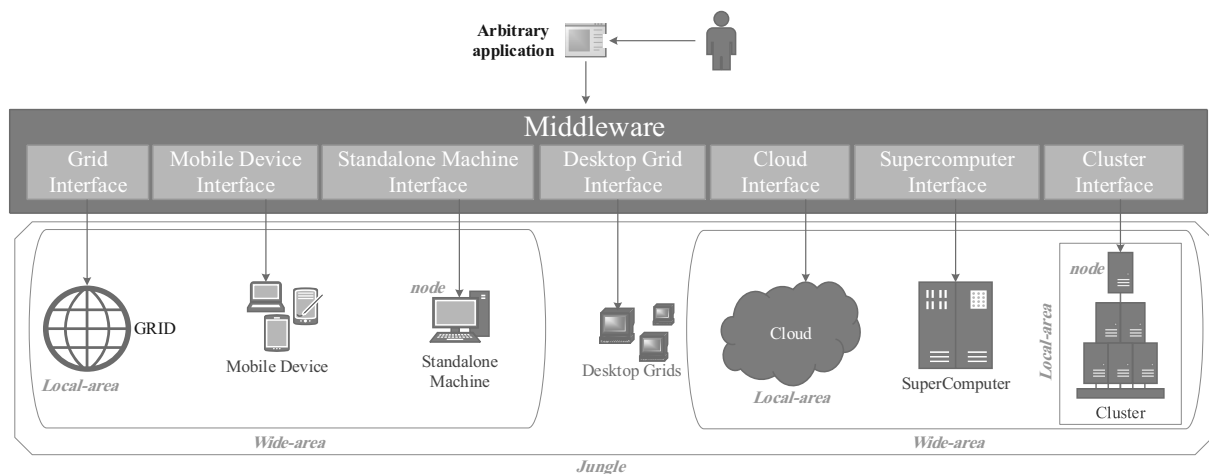 Arbitrary
application
Middleware
Grid
Interface
Mobile Device
Interface
Standalone Machine
Interface
Desktop Grid
Interface
Cloud
Interface
Supercomputer
Interface
Cluster
Interface
GRID
Local-area
Mobile Device
node
Standalone
Machine
Desktop Grids
Cloud
Local-area
SuperComputer
node
Local-area
Cluster
Wide-area
Wide-area
Jungle